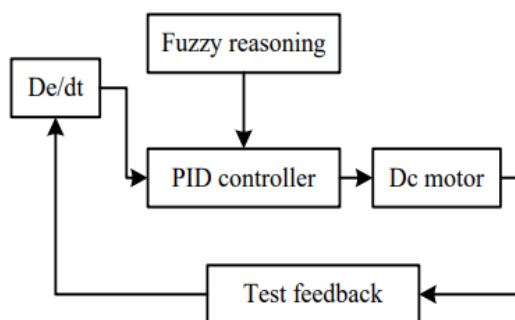 Fuzzy reasoning
De/dt
PID controller
Dc motor
Test feedback